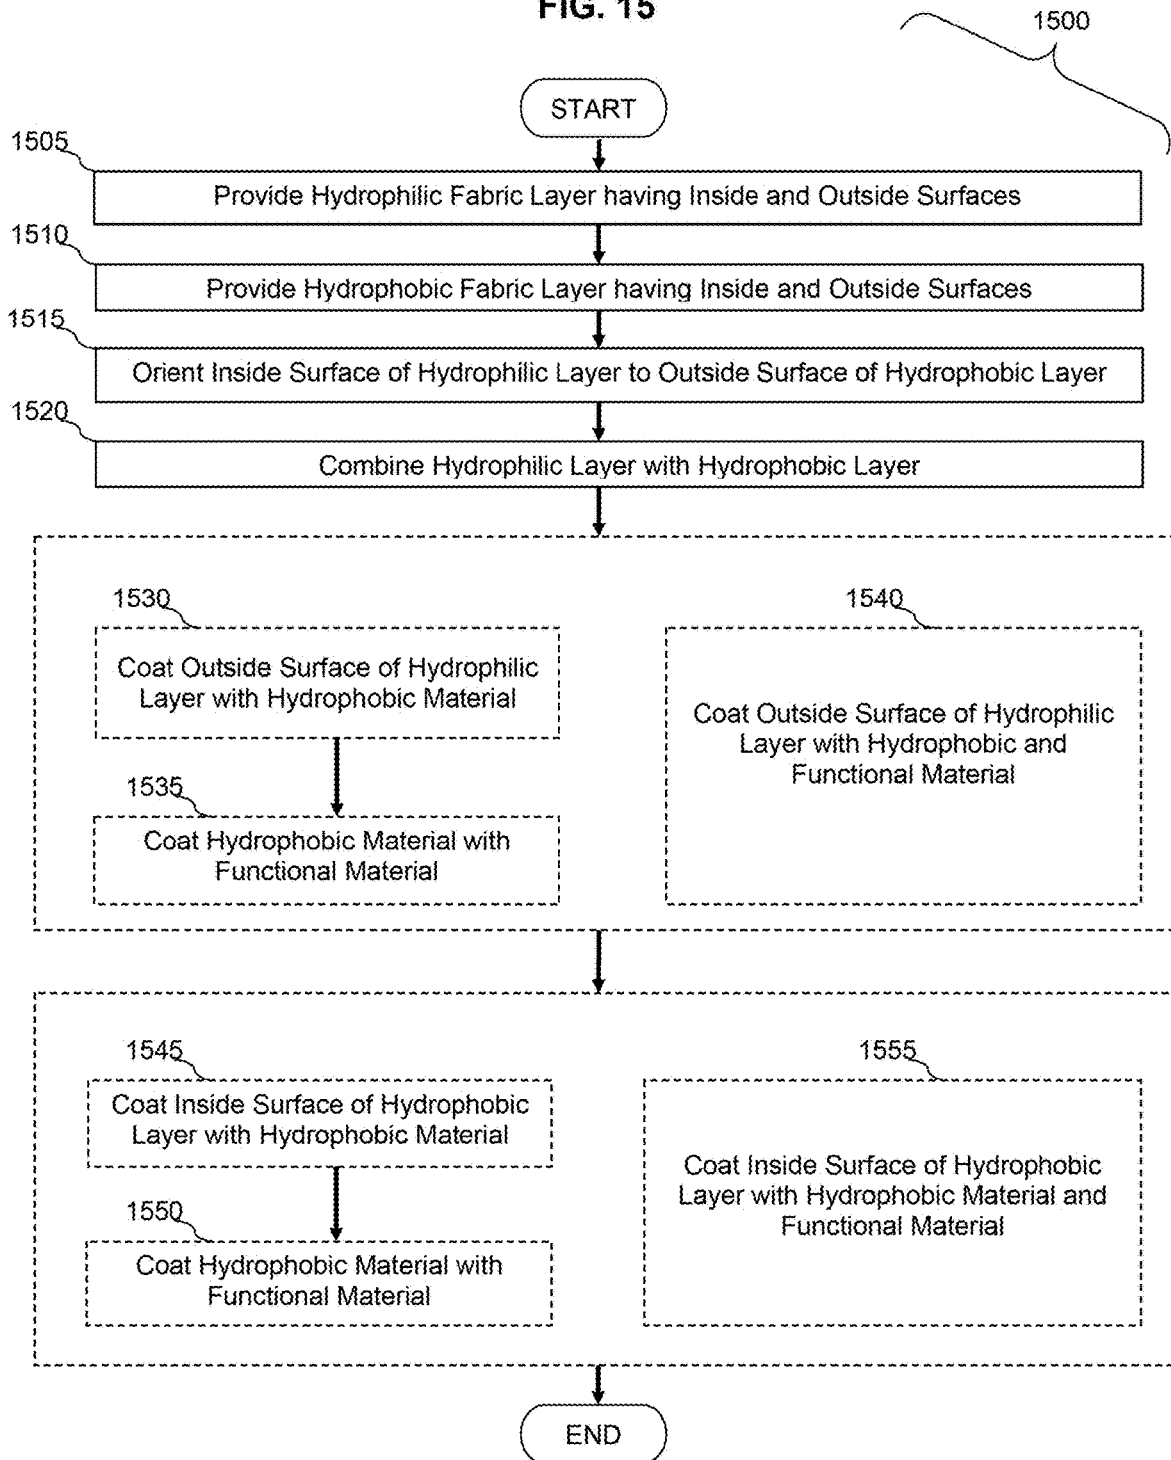 FIG. 15
1500
START
1505
Provide Hydrophilic Fabric Layer having Inside and Outside Surfaces
1510
Provide Hydrophobic Fabric Layer having Inside and Outside Surfaces
1515
Orient Inside Surface of Hydrophilic Layer to Outside Surface of Hydrophobic Layer
1520
Combine Hydrophilic Layer with Hydrophobic Layer
1530
Coat Outside Surface of Hydrophilic
Layer with Hydrophobic Material
1535
Coat Hydrophobic Material with
Functional Material
1540
Coat Outside Surface of Hydrophilic
Layer with Hydrophobic and
Functional Material
1545
Coat Inside Surface of Hydrophobic
Layer with Hydrophobic Material
1550
Coat Hydrophobic Material with
Functional Material
1555
Coat Inside Surface of Hydrophobic
Layer with Hydrophobic Material and
Functional Material
END